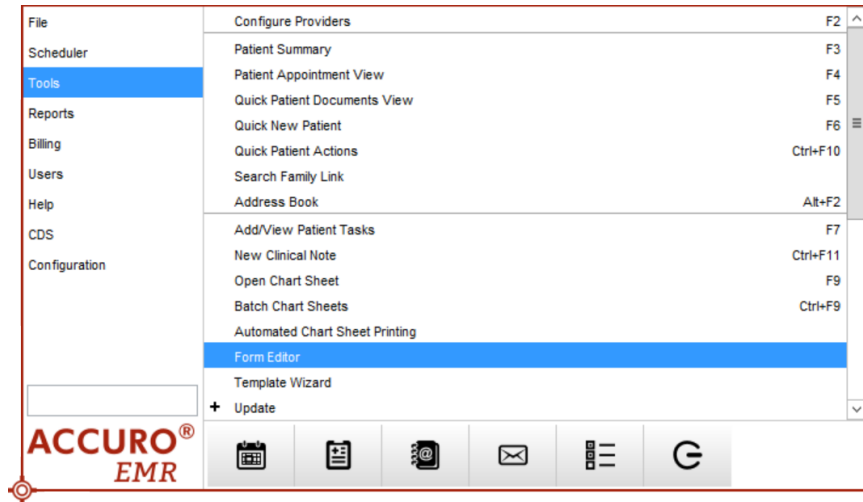 File
Scheduler
Tools
Reports
Billing
Users
Help
CDS
Configuration
Configure Providers F2
Patient Summary F3
Patient Appointment View F4
Quick Patient Documents View F5
Quick New Patient F6
Quick Patient Actions Ctrl+F10
Search Family Link
Address Book Alt+F2
Add/View Patient Tasks F7
New Clinical Note Ctrl+F11
Open Chart Sheet F9
Batch Chart Sheets Ctrl+F9
Automated Chart Sheet Printing
Form Editor
Template Wizard
+ Update
ACCURO®
EMR